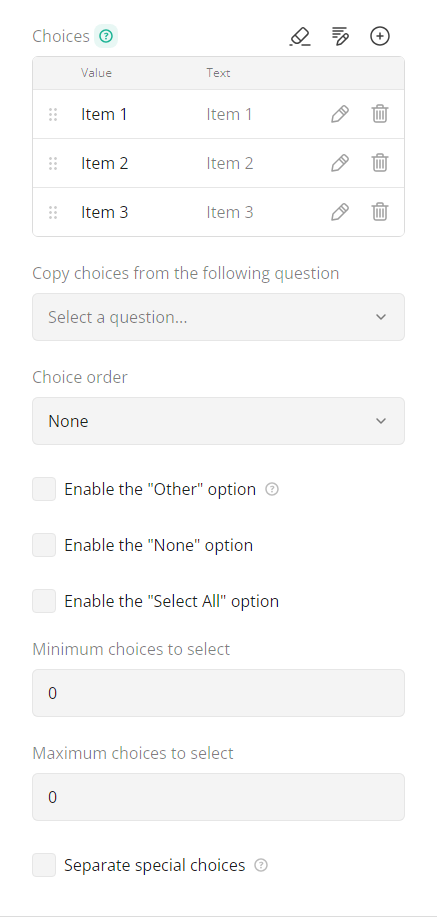 Choices
Value Text
Item 1 Item 1
Item 2 Item 2
Item 3 Item 3
Copy choices from the following question
Select a question...
Choice order
None
Enable the "Other" option
Enable the "None" option
Enable the "Select All" option
Minimum choices to select
0
Maximum choices to select
0
Separate special choices